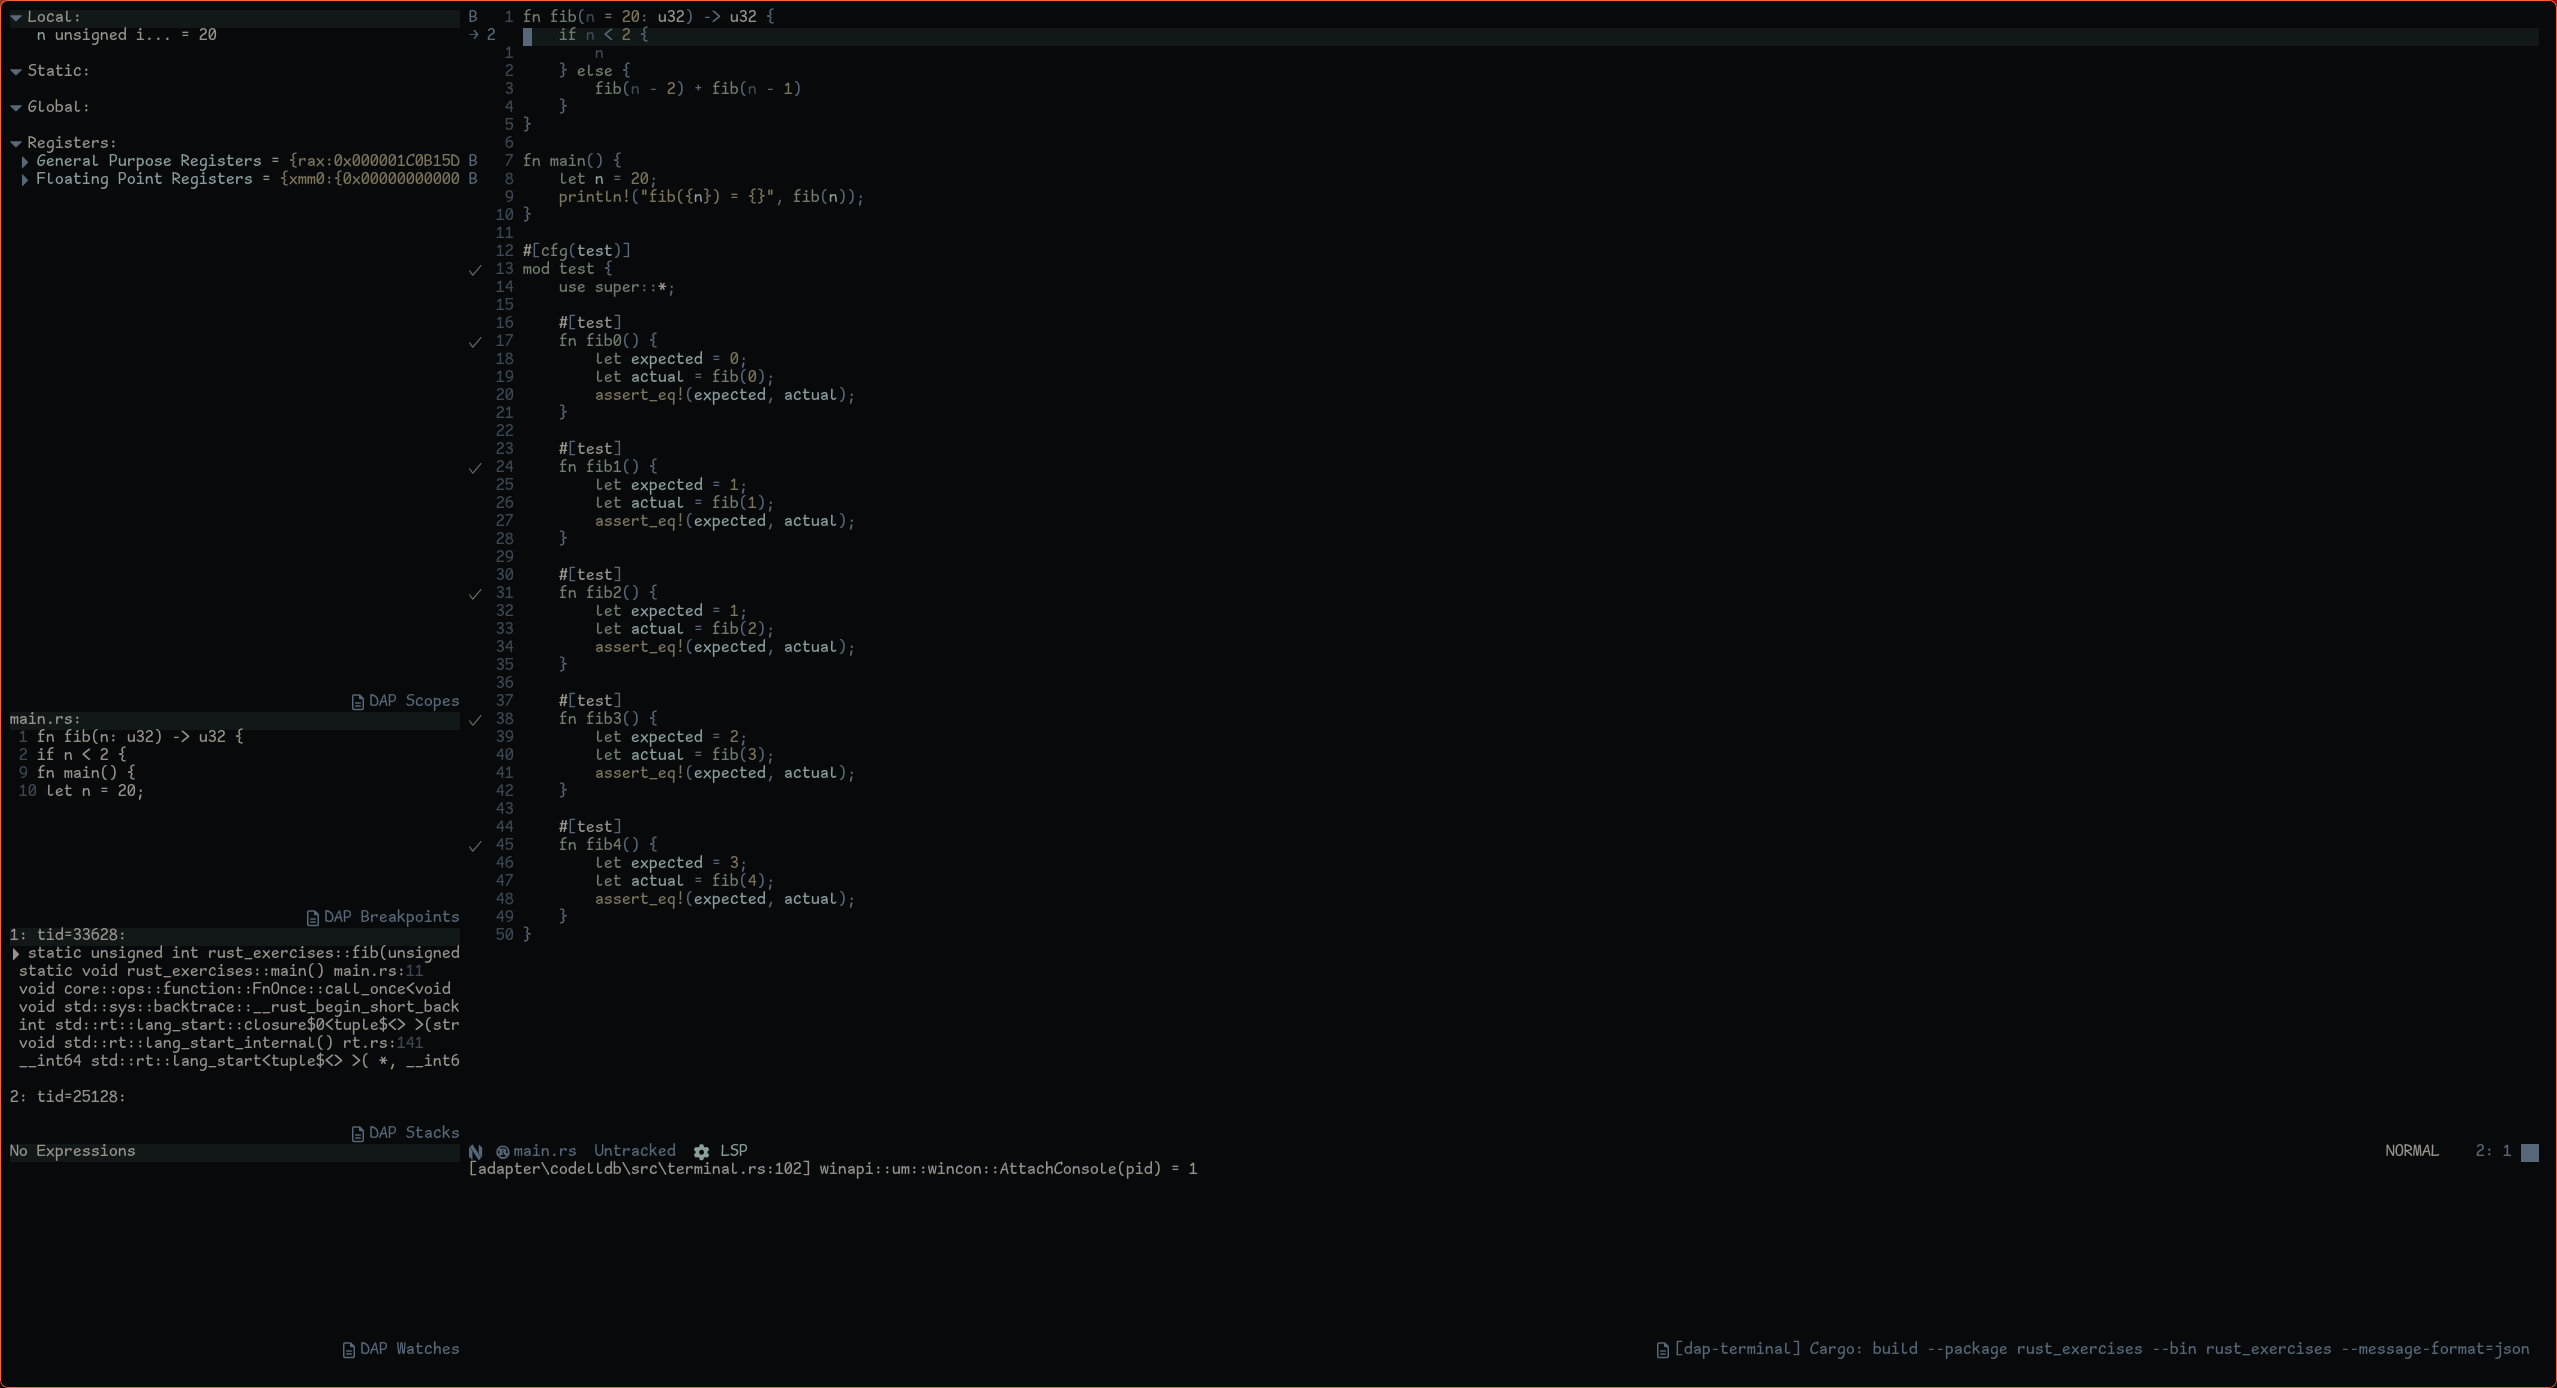 Local:
n unsigned i... = 20
Static:
Global:
Registers:
General Purpose Registers = {rax:0x000001C0B15D
Floating Point Registers = {xmm0:{0x00000000000
DAP Scopes
main.rs:
1 fn fib(n: u32) -> u32 {
2 if n < 2 {
9 fn main() {
10 let n = 20;
DAP Breakpoints
1: tid=33628:
static unsigned int rust_exercises::fib(unsigned
static void rust_exercises::main() main.rs:11
void core::ops::function::FnOnce::call_once<void
void std::sys::backtrace::__rust_begin_short_back
int std::rt::lang_start::closure$0<tuple$<> >(str
void std::rt::lang_start_internal() rt.rs:141
__int64 std::rt::lang_start<tuple$<> >( *, __int6
2: tid=25128:
DAP Stacks
No Expressions
DAP Watches
B 1 fn fib(n = 20: u32) -> u32 {
→ 2 if n < 2 {
1 n
2 } else {
3 fib(n - 2) + fib(n - 1)
4 }
5 }
6
B 7 fn main() {
B 8 let n = 20;
9 println!("fib({n}) = {}", fib(n));
10 }
11
12 #[cfg(test)]
✓ 13 mod test {
14 use super::*;
15
16 #[test]
✓ 17 fn fib0() {
18 let expected = 0;
19 let actual = fib(0);
20 assert_eq!(expected, actual);
21 }
22
23 #[test]
✓ 24 fn fib1() {
25 let expected = 1;
26 let actual = fib(1);
27 assert_eq!(expected, actual);
28 }
29
30 #[test]
✓ 31 fn fib2() {
32 let expected = 1;
33 let actual = fib(2);
34 assert_eq!(expected, actual);
35 }
36
37 #[test]
✓ 38 fn fib3() {
39 let expected = 2;
40 let actual = fib(3);
41 assert_eq!(expected, actual);
42 }
43
44 #[test]
✓ 45 fn fib4() {
46 let expected = 3;
47 let actual = fib(4);
48 assert_eq!(expected, actual);
49 }
50 }
main.rs Untracked LSP NORMAL 2: 1
[adapter\codelldb\src\terminal.rs:102] winapi::um::wincon::AttachConsole(pid) = 1
[dap-terminal] Cargo: build --package rust_exercises --bin rust_exercises --message-format=json